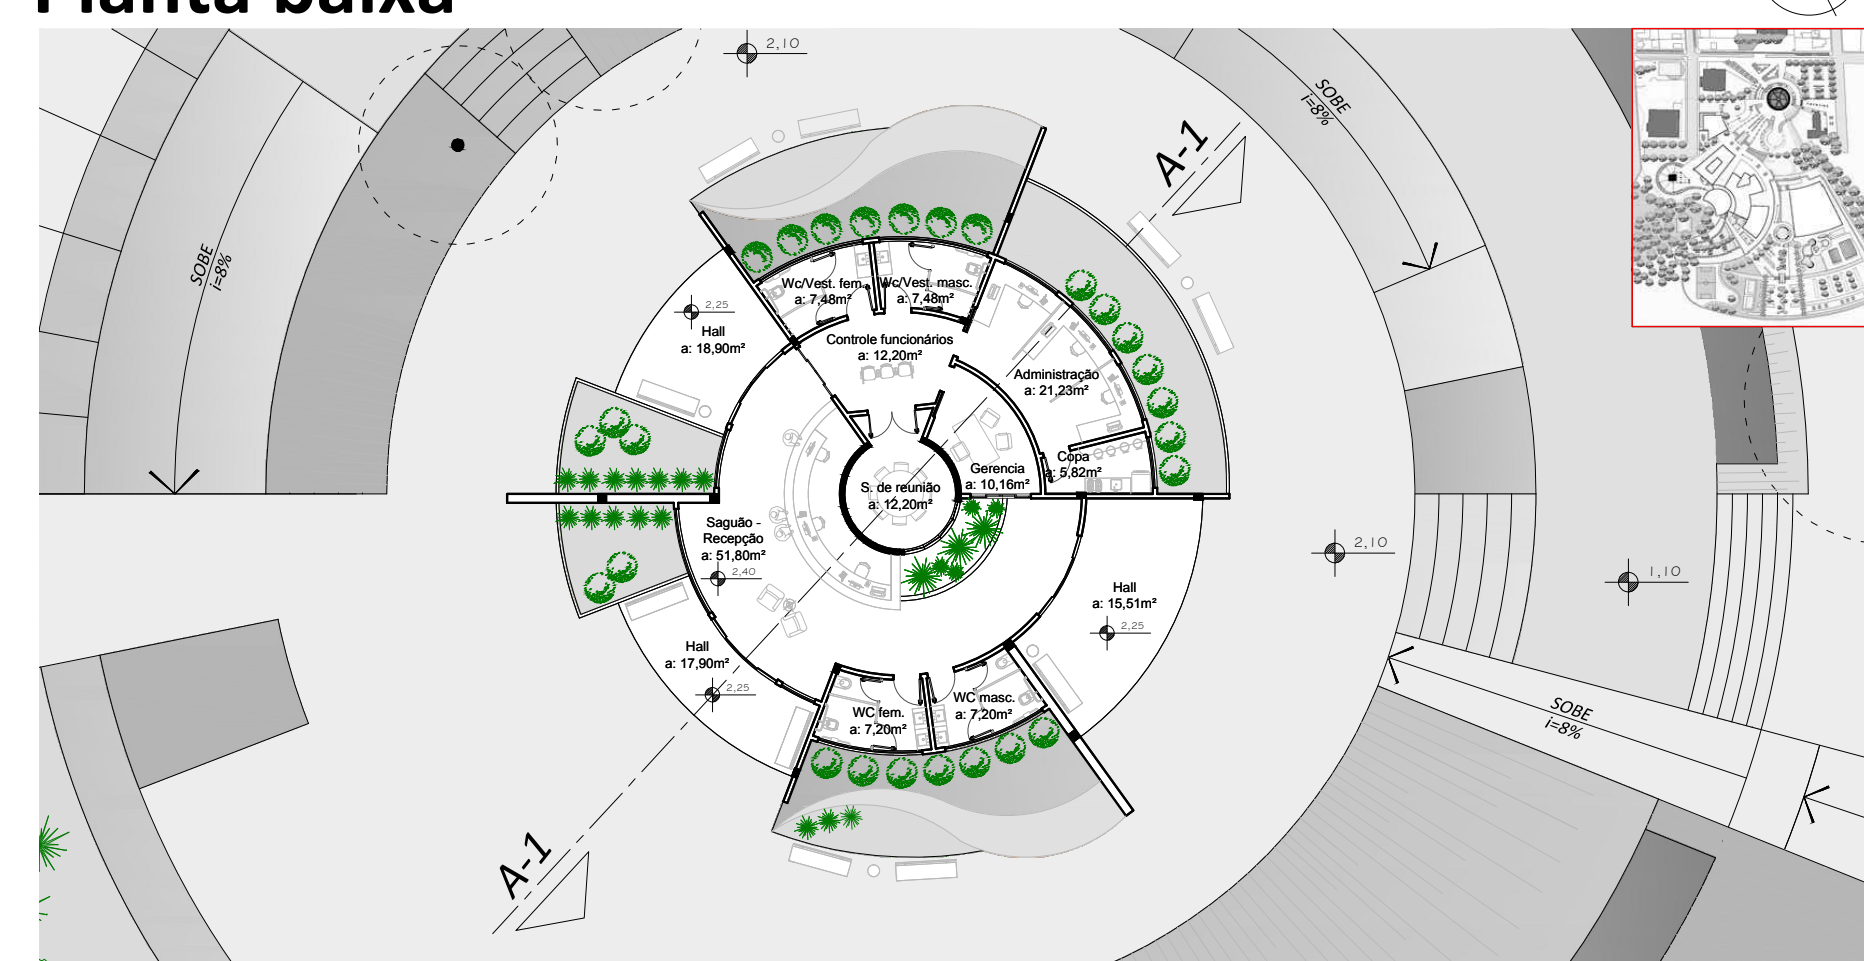 Planta baixa
2,10
SOBE
i=8%
A-1
SOBE
i=8%
Wc/Vest. fem.
a: 7,48m²
Wc/Vest. masc.
a: 7,48m²
2,25
Hall
a: 18,90m²
Controle funcionários
a: 12,20m²
Administração
a: 21,23m²
Copa
a: 5,82m²
Gerencia
a: 10,16m²
S. de reunião
a: 12,20m²
Saguão -
Recepção
a: 51,80m²
2,40
2,10
1,10
Hall
a: 15,51m²
2,25
Hall
a: 17,90m²
2,25
WC fem.
a: 7,20m²
WC masc.
a: 7,20m²
SOBE
i=8%
A-1